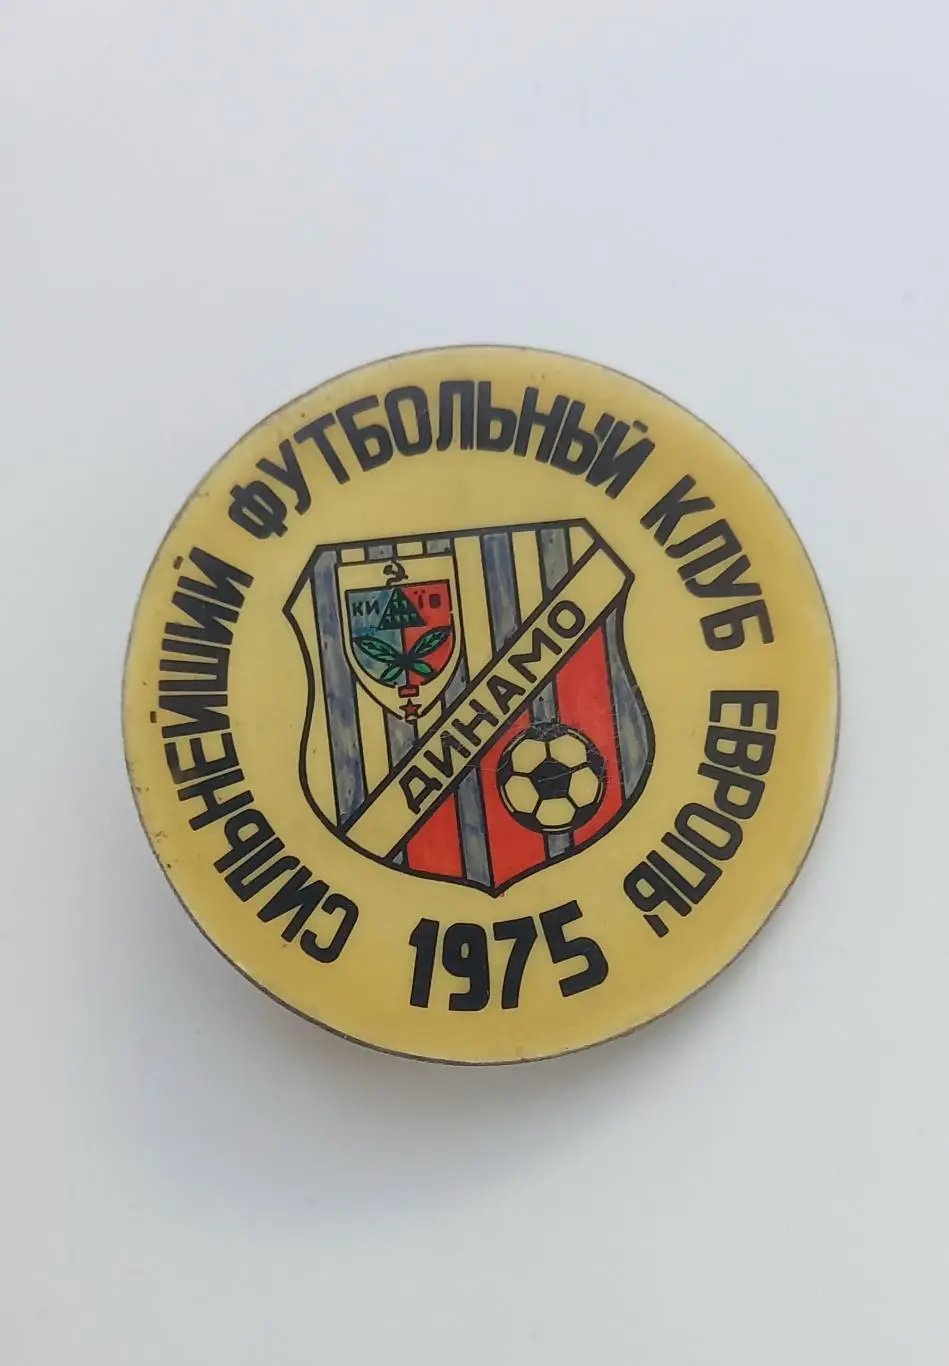 СИЛЬНЕЙШИЙ ФУТБОЛЬНЫЙ КЛУБ ЕВРОПЫ
КИЇВ
ДИНАМО
1975